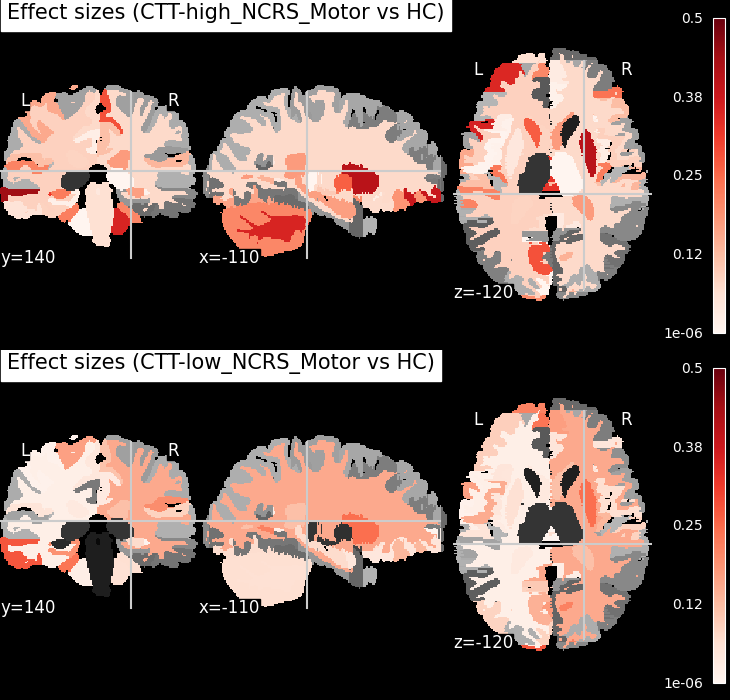 Effect sizes (CTT-high_NCRS_Motor vs HC)
L R
y=140
x=-110
L R
z=-120
0.5
0.38
0.25
0.12
1e-06
Effect sizes (CTT-low_NCRS_Motor vs HC)
L R
y=140
x=-110
L R
z=-120
0.5
0.38
0.25
0.12
1e-06